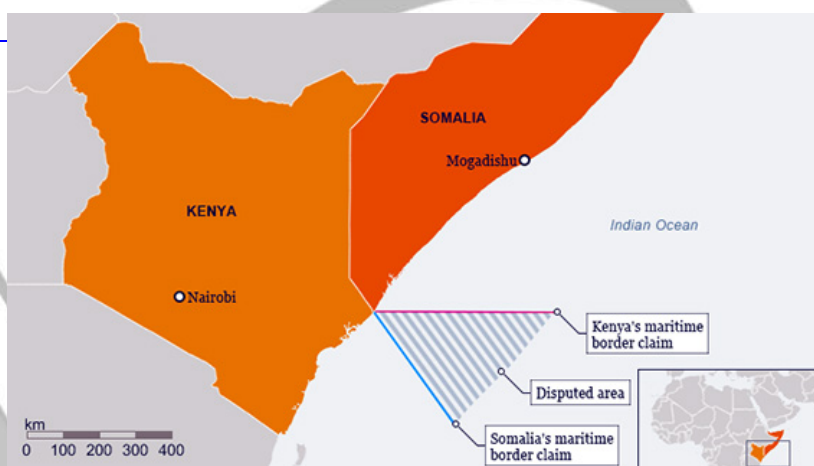 SOMALIA
Mogadishu
KENYA
Indian Ocean
Nairobi
Kenya's maritime
border claim
Disputed area
Somalia's maritime
border claim
km
0 100 200 300 400